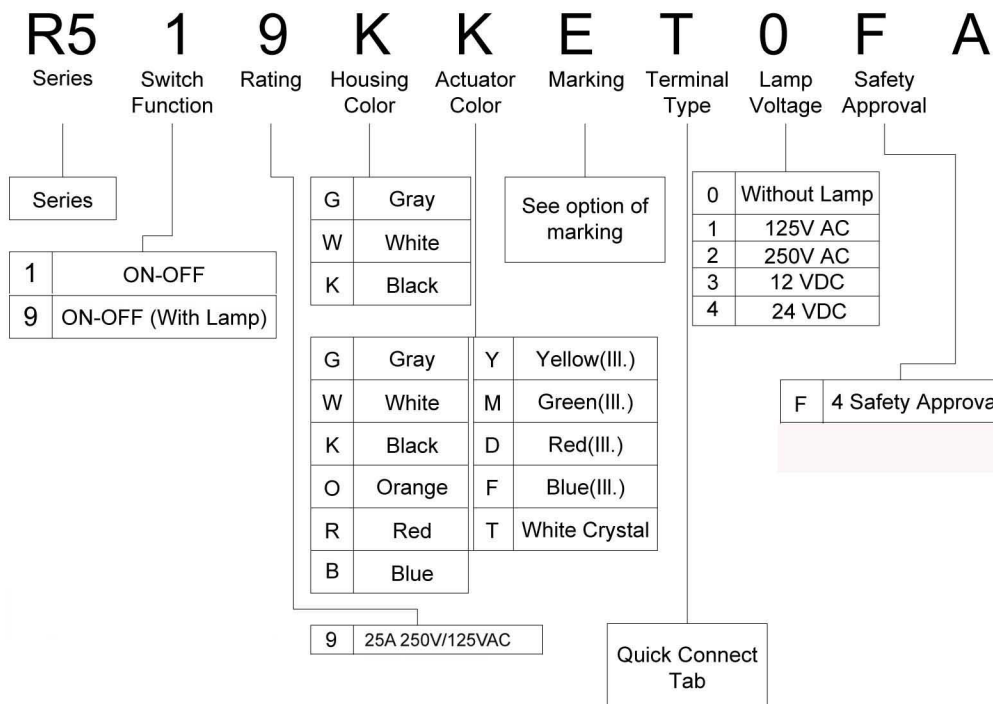 R5 1 9 K K E T 0 F A
Series Switch Function Rating Housing Color Actuator Color Marking Terminal Type Lamp Voltage Safety Approval
Series
1 ON-OFF
9 ON-OFF (With Lamp)
G Gray
W White
K Black
See option of
marking
0 Without Lamp
1 125V AC
2 250V AC
3 12 VDC
4 24 VDC
G Gray Y Yellow(Ill.)
W White M Green(Ill.)
K Black D Red(Ill.)
O Orange F Blue(Ill.)
R Red T White Crystal
B Blue
F 4 Safety Approva
9 25A 250V/125VAC
Quick Connect
Tab